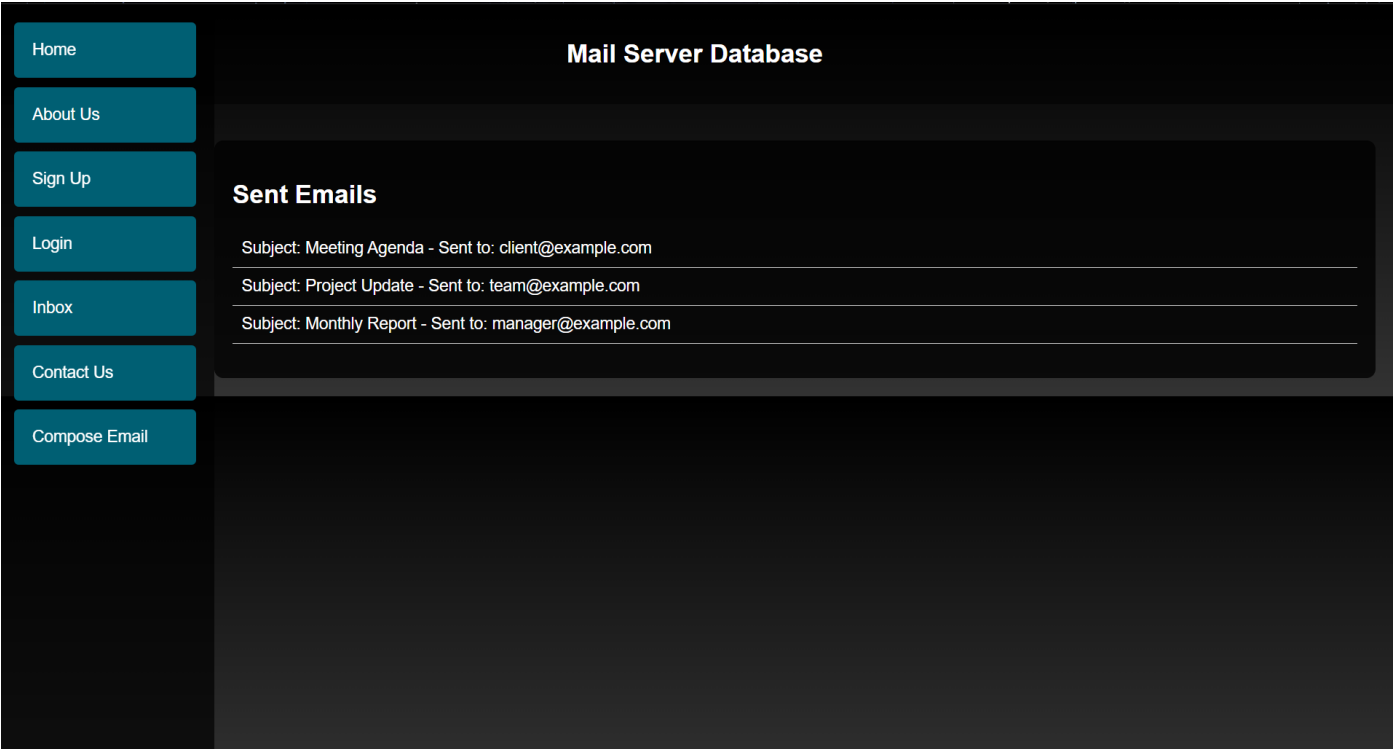 Home
About Us
Sign Up
Login
Inbox
Contact Us
Compose Email
Mail Server Database
Sent Emails
Subject: Meeting Agenda - Sent to: client@example.com
Subject: Project Update - Sent to: team@example.com
Subject: Monthly Report - Sent to: manager@example.com